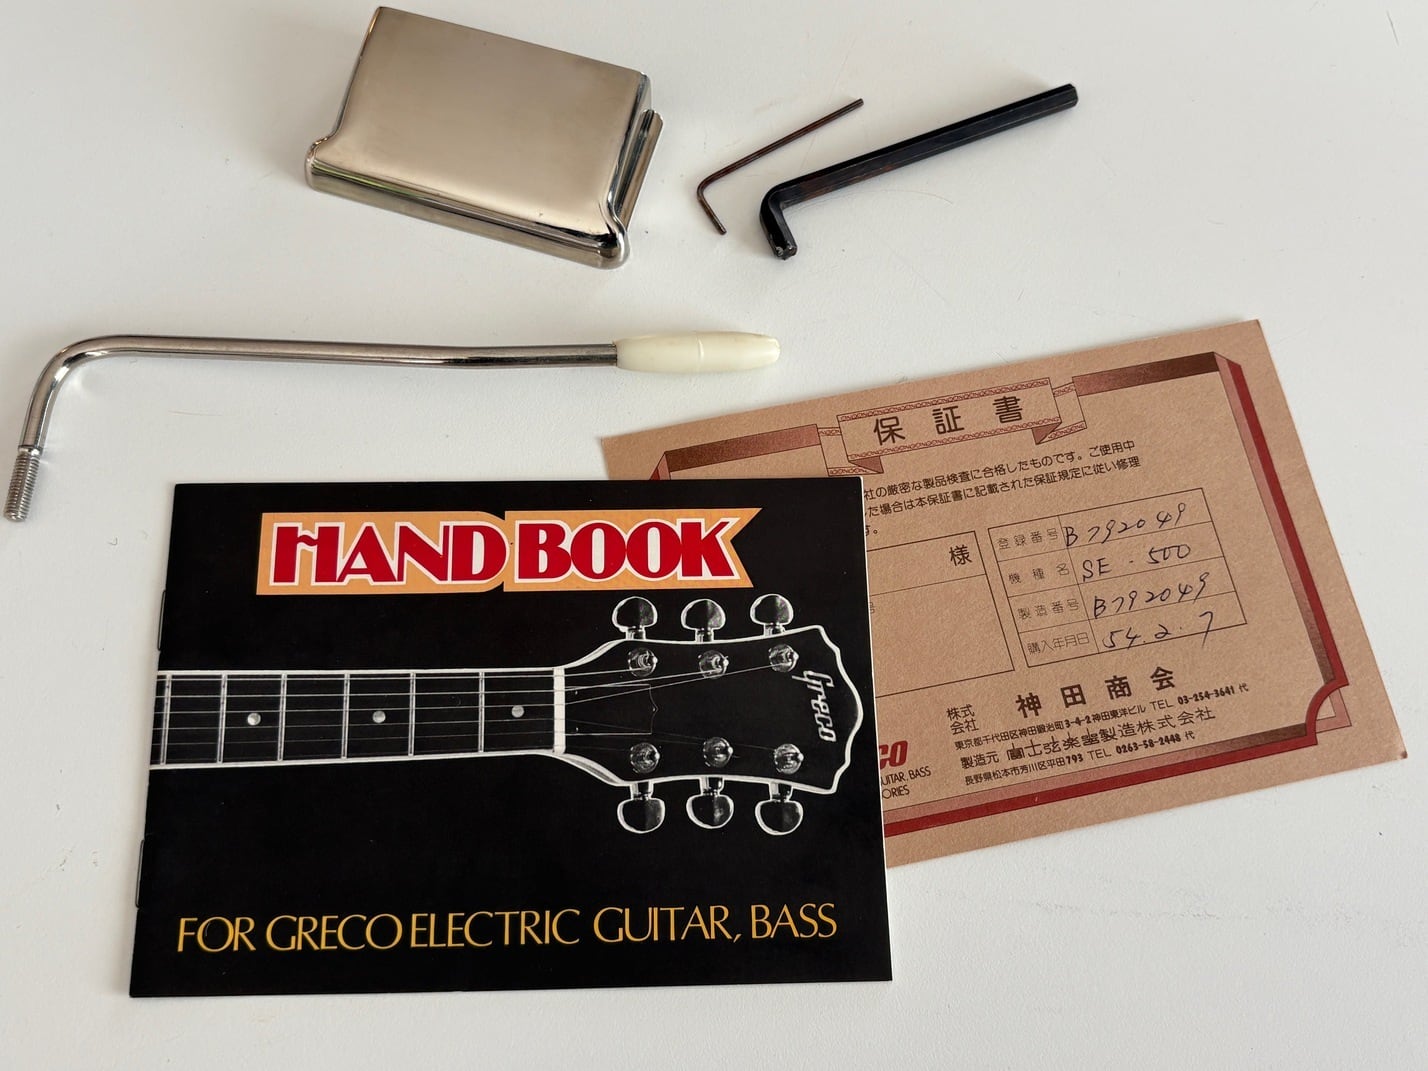 保証書
社の厳密な製品検査に合格したものです。ご使用中
た場合は本保証書に記載された保証規定に従い修理
す。
様
登録番号 B792049
機種名 SE-500
製造番号 B792049
購入年月日 54.2.7
株式会社 神田商会
東京都千代田区神田鍛治町3-4-2神田東洋ビル TEL 03-254-3641 代
製造元 富士弦楽器製造株式会社
長野県松本市芳川区平田793 TEL 0263-58-2448 代
CO
UITAR, BASS
ORIES
HAND BOOK
Greco
FOR GRECO ELECTRIC GUITAR, BASS